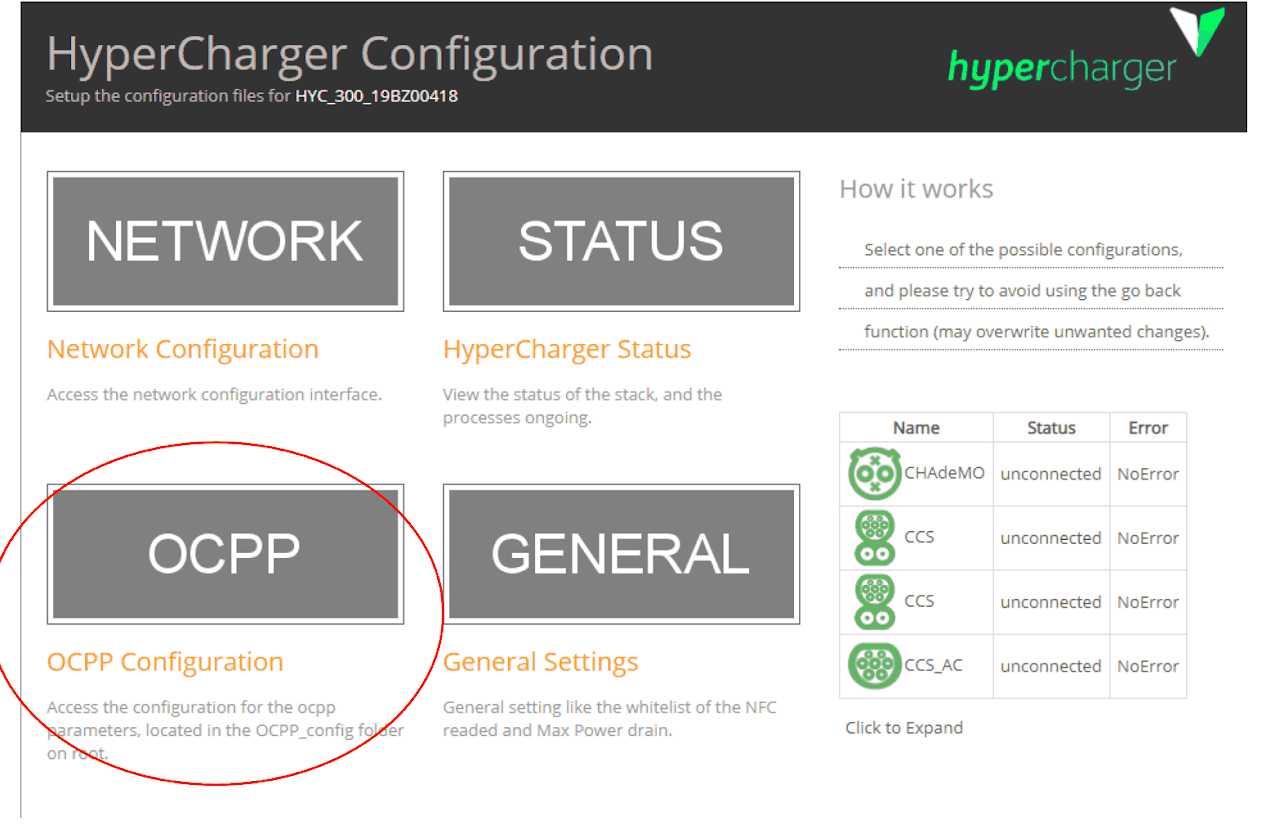 HyperCharger Configuration
Setup the configuration files for HYC_300_19BZ00418
hypercharger
NETWORK
Network Configuration
Access the network configuration interface.
STATUS
HyperCharger Status
View the status of the stack, and the
processes ongoing.
OCPP
OCPP Configuration
Access the configuration for the ocpp
parameters, located in the OCPP_config folder
on root.
GENERAL
General Settings
General setting like the whitelist of the NFC
readed and Max Power drain.
How it works
Select one of the possible configurations,
and please try to avoid using the go back
function (may overwrite unwanted changes).
Name Status Error
CHAdeMO unconnected NoError
CCS unconnected NoError
CCS unconnected NoError
CCS_AC unconnected NoError
Click to Expand